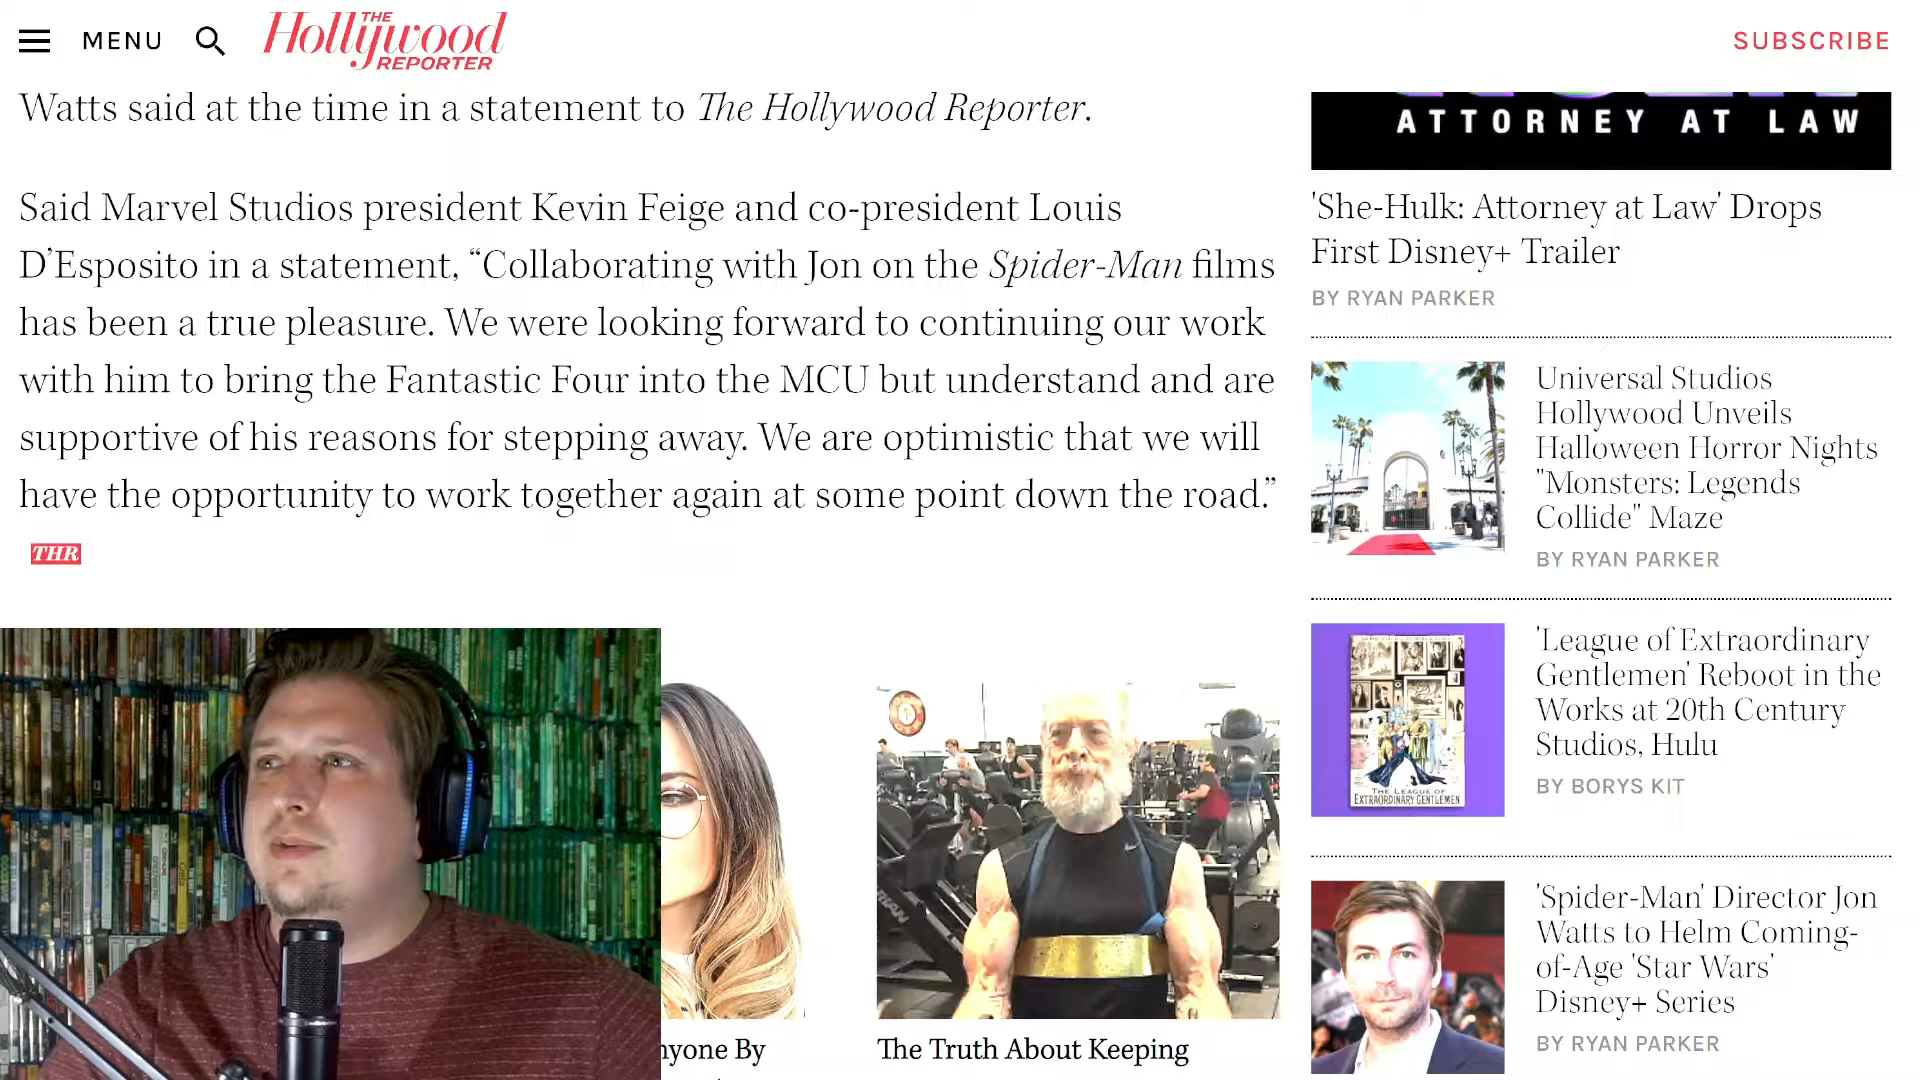 MENU
THE
Hollywood
REPORTER
SUBSCRIBE
Watts said at the time in a statement to The Hollywood Reporter.
Said Marvel Studios president Kevin Feige and co-president Louis
D’Esposito in a statement, “Collaborating with Jon on the Spider-Man films
has been a true pleasure. We were looking forward to continuing our work
with him to bring the Fantastic Four into the MCU but understand and are
supportive of his reasons for stepping away. We are optimistic that we will
have the opportunity to work together again at some point down the road.”
THR
nyone By
The Truth About Keeping
ATTORNEY AT LAW
'She-Hulk: Attorney at Law' Drops
First Disney+ Trailer
BY RYAN PARKER
Universal Studios
Hollywood Unveils
Halloween Horror Nights
"Monsters: Legends
Collide" Maze
BY RYAN PARKER
THE LEAGUE OF
EXTRAORDINARY GENTLEMEN
'League of Extraordinary
Gentlemen' Reboot in the
Works at 20th Century
Studios, Hulu
BY BORYS KIT
'Spider-Man' Director Jon
Watts to Helm Coming-
of-Age 'Star Wars'
Disney+ Series
BY RYAN PARKER